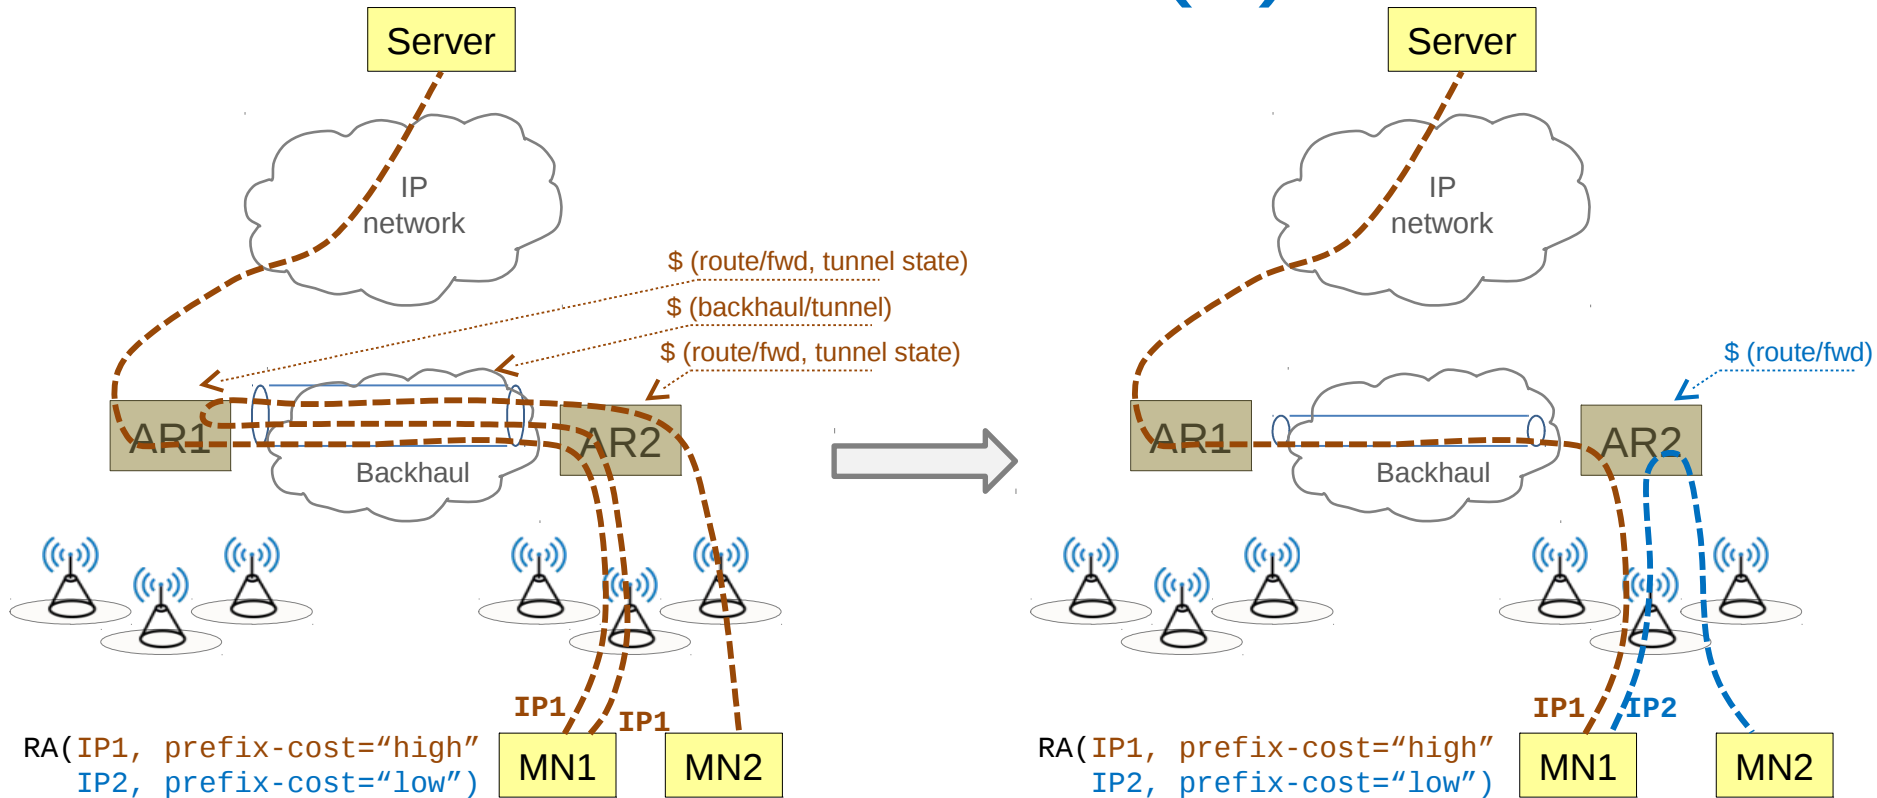 Server
IP
network
$ (route/fwd, tunnel state)
$ (backhaul/tunnel)
$ (route/fwd, tunnel state)
AR1
AR2
Backhaul
IP1
IP1
RA(IP1, prefix-cost=“high”
IP2, prefix-cost=“low”)
MN1
MN2
Server
IP
network
$ (route/fwd)
AR1
AR2
Backhaul
IP1
IP2
RA(IP1, prefix-cost=“high”
IP2, prefix-cost=“low”)
MN1
MN2